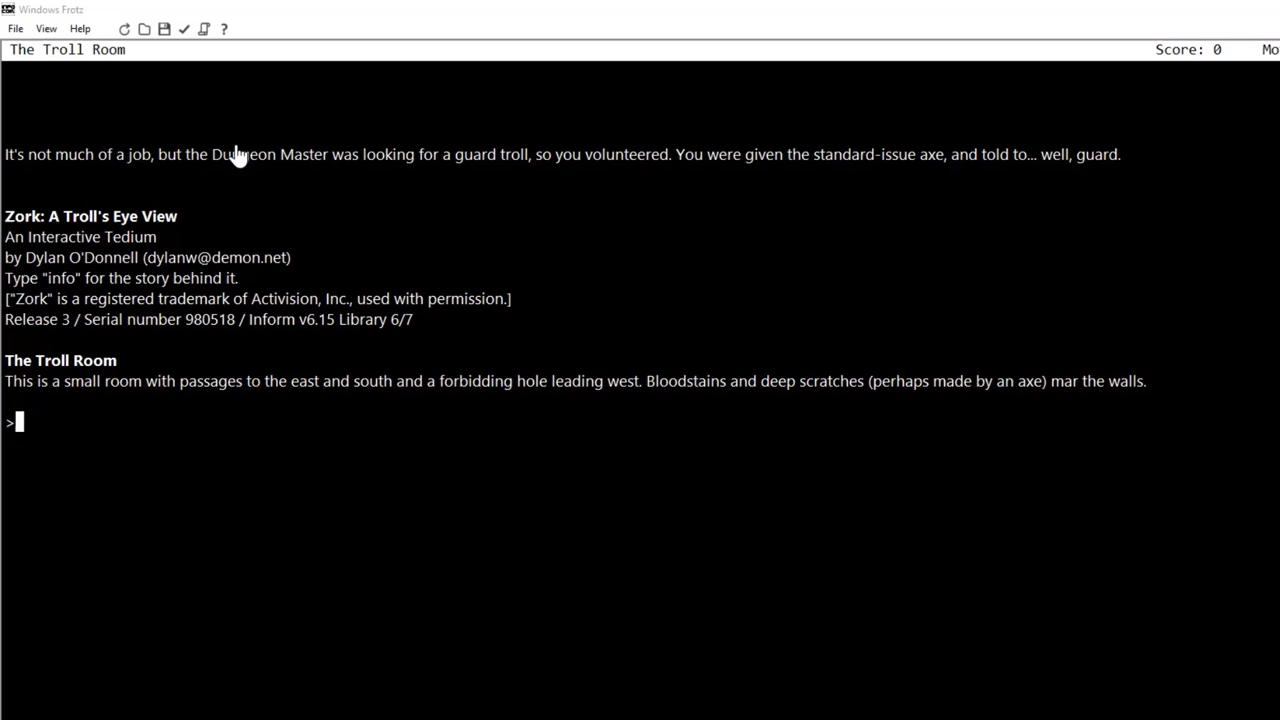 Windows Frotz
File View Help
The Troll Room Score: 0 Mo
It's not much of a job, but the Dungeon Master was looking for a guard troll, so you volunteered. You were given the standard-issue axe, and told to... well, guard.
Zork: A Troll's Eye View
An Interactive Tedium
by Dylan O'Donnell (dylanw@demon.net)
Type "info" for the story behind it.
["Zork" is a registered trademark of Activision, Inc., used with permission.]
Release 3 / Serial number 980518 / Inform v6.15 Library 6/7
The Troll Room
This is a small room with passages to the east and south and a forbidding hole leading west. Bloodstains and deep scratches (perhaps made by an axe) mar the walls.
>